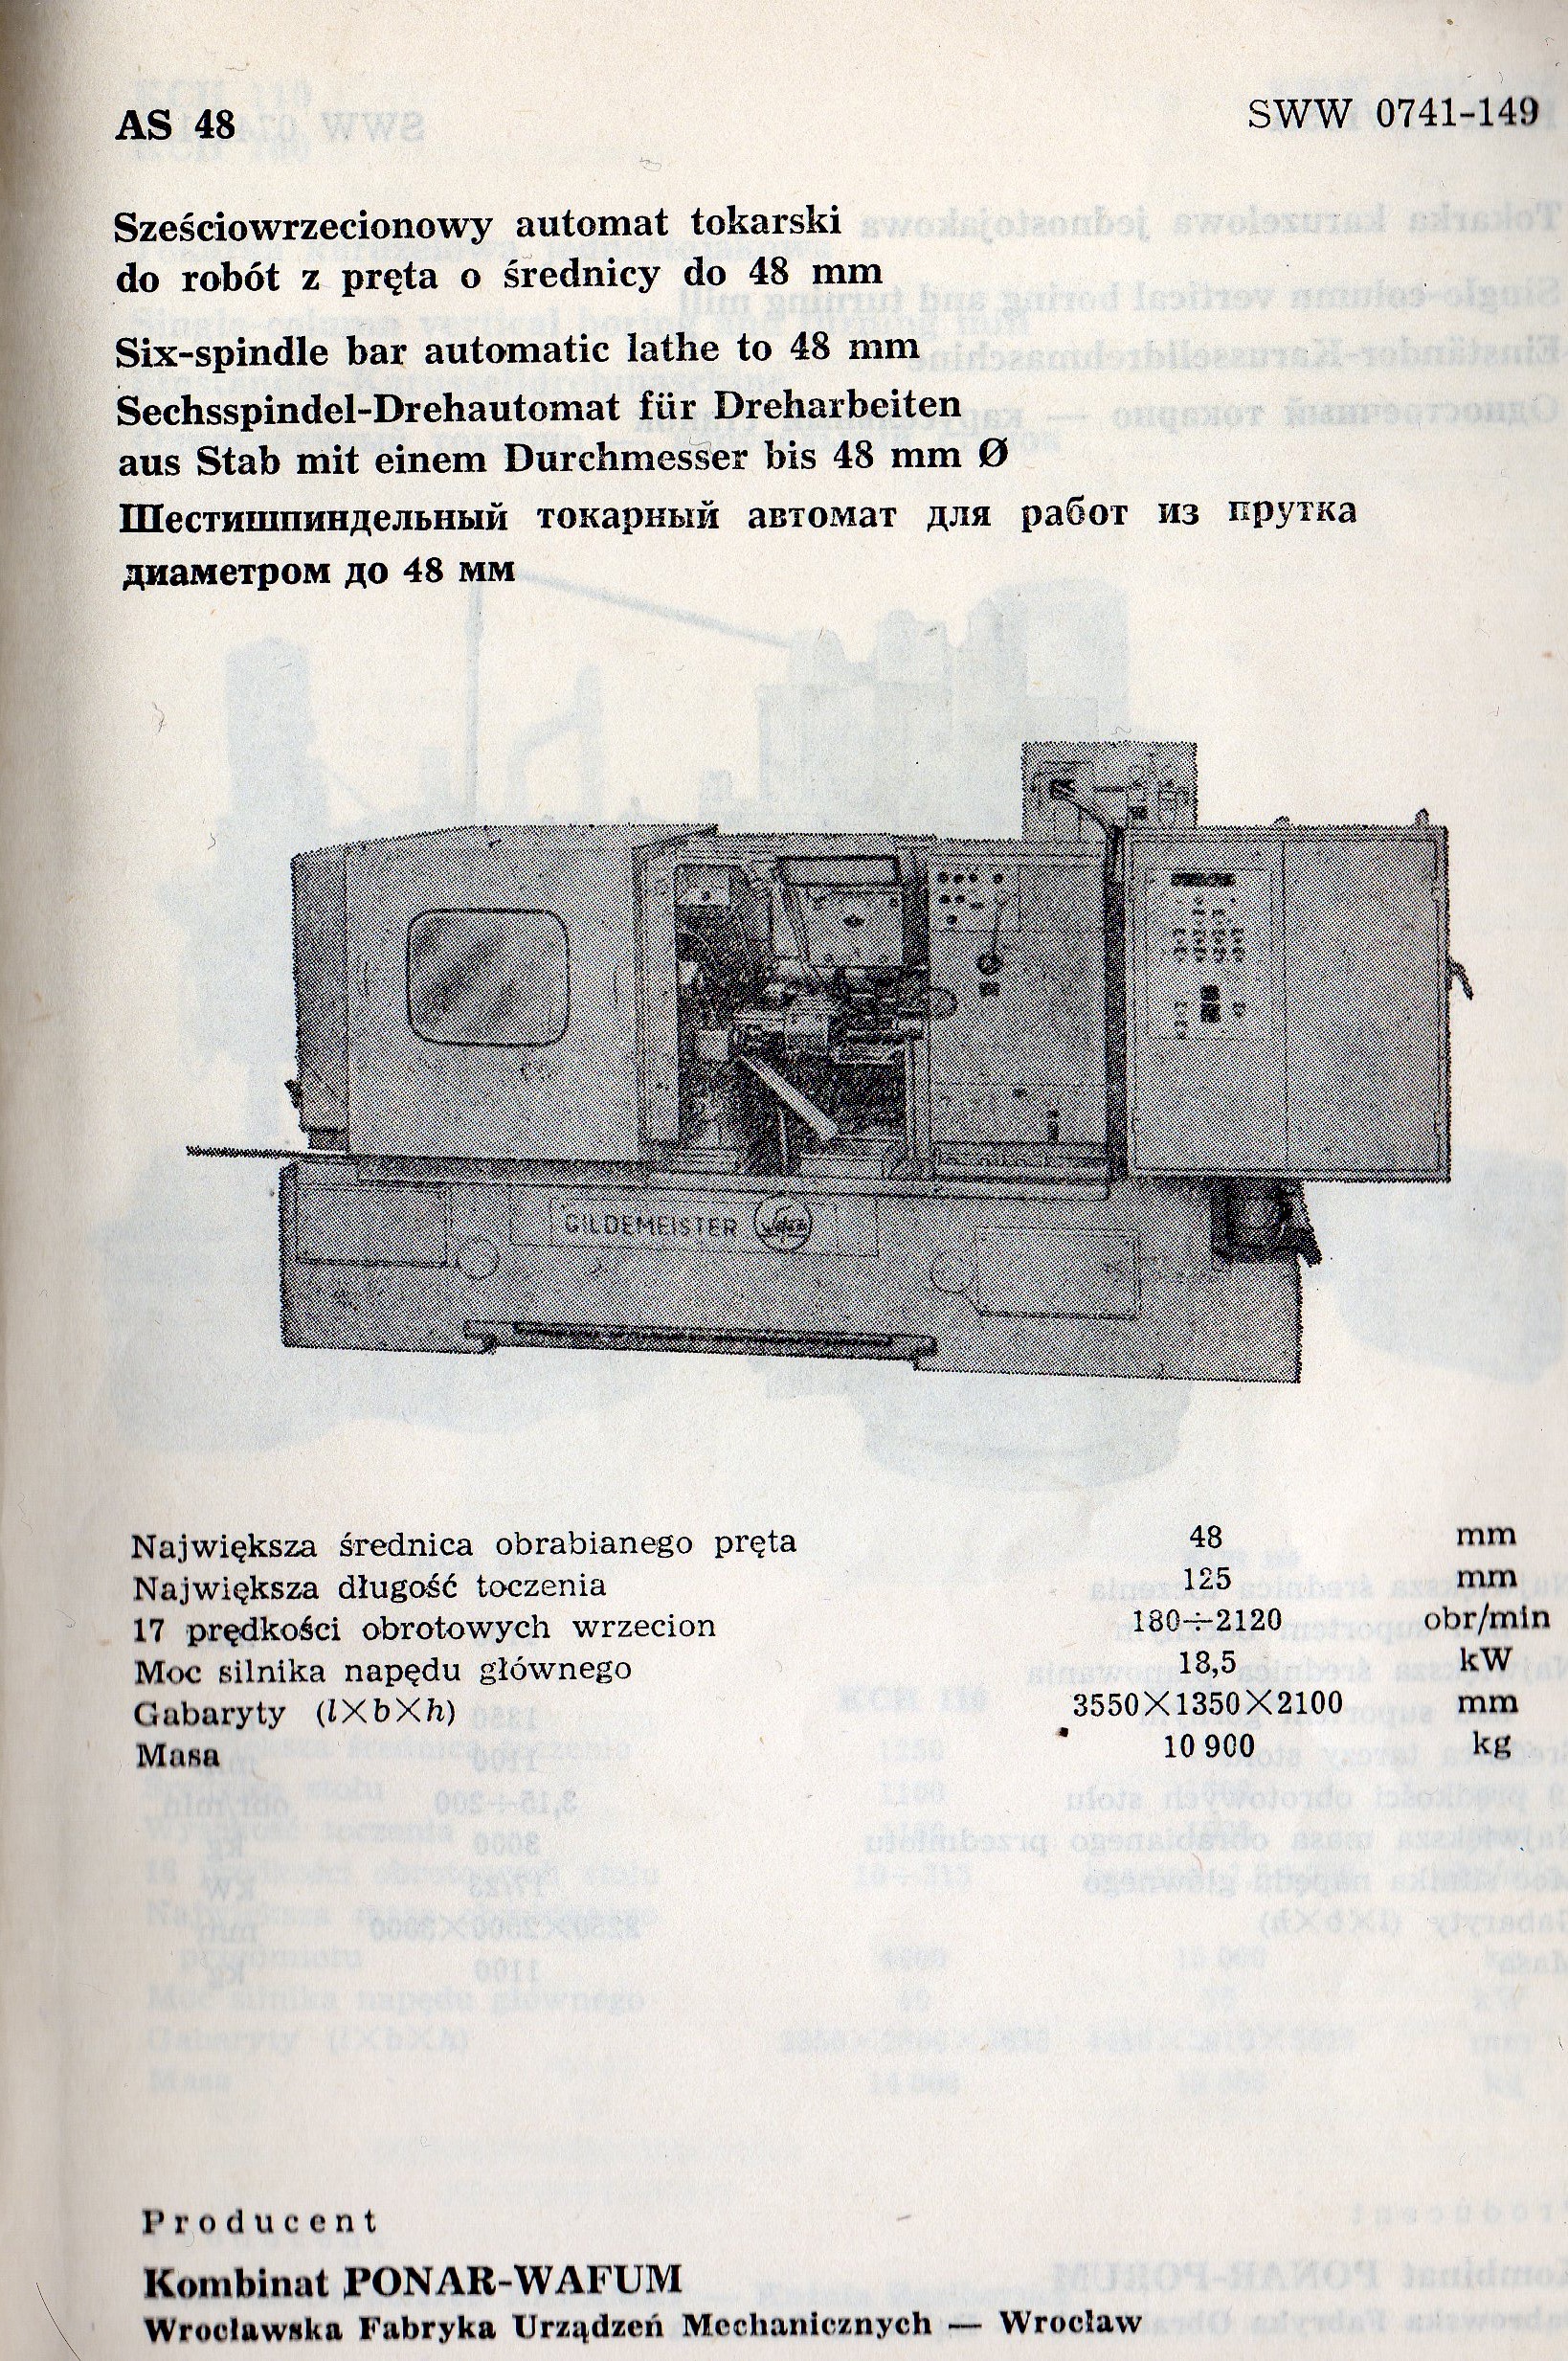 AS 48
SWW 0741-149
Sześciowrzecionowy automat tokarski
do robót z pręta o średnicy do 48 mm
Six-spindle bar automatic lathe to 48 mm
Sechsspindel-Drehautomat für Dreharbeiten
aus Stab mit einem Durchmesser bis 48 mm Ø
Шестишпиндельный токарный автомат для работ из прутка
диаметром до 48 мм
GILDEMEISTER
Największa średnica obrabianego pręta 48 mm
Największa długość toczenia 125 mm
17 prędkości obrotowych wrzecion 180÷2120 obr/min
Moc silnika napędu głównego 18,5 kW
Gabaryty (l×b×h) 3550×1350×2100 mm
Masa 10 900 kg
Producent
Kombinat PONAR-WAFUM
Wrocławska Fabryka Urządzeń Mechanicznych — Wrocław